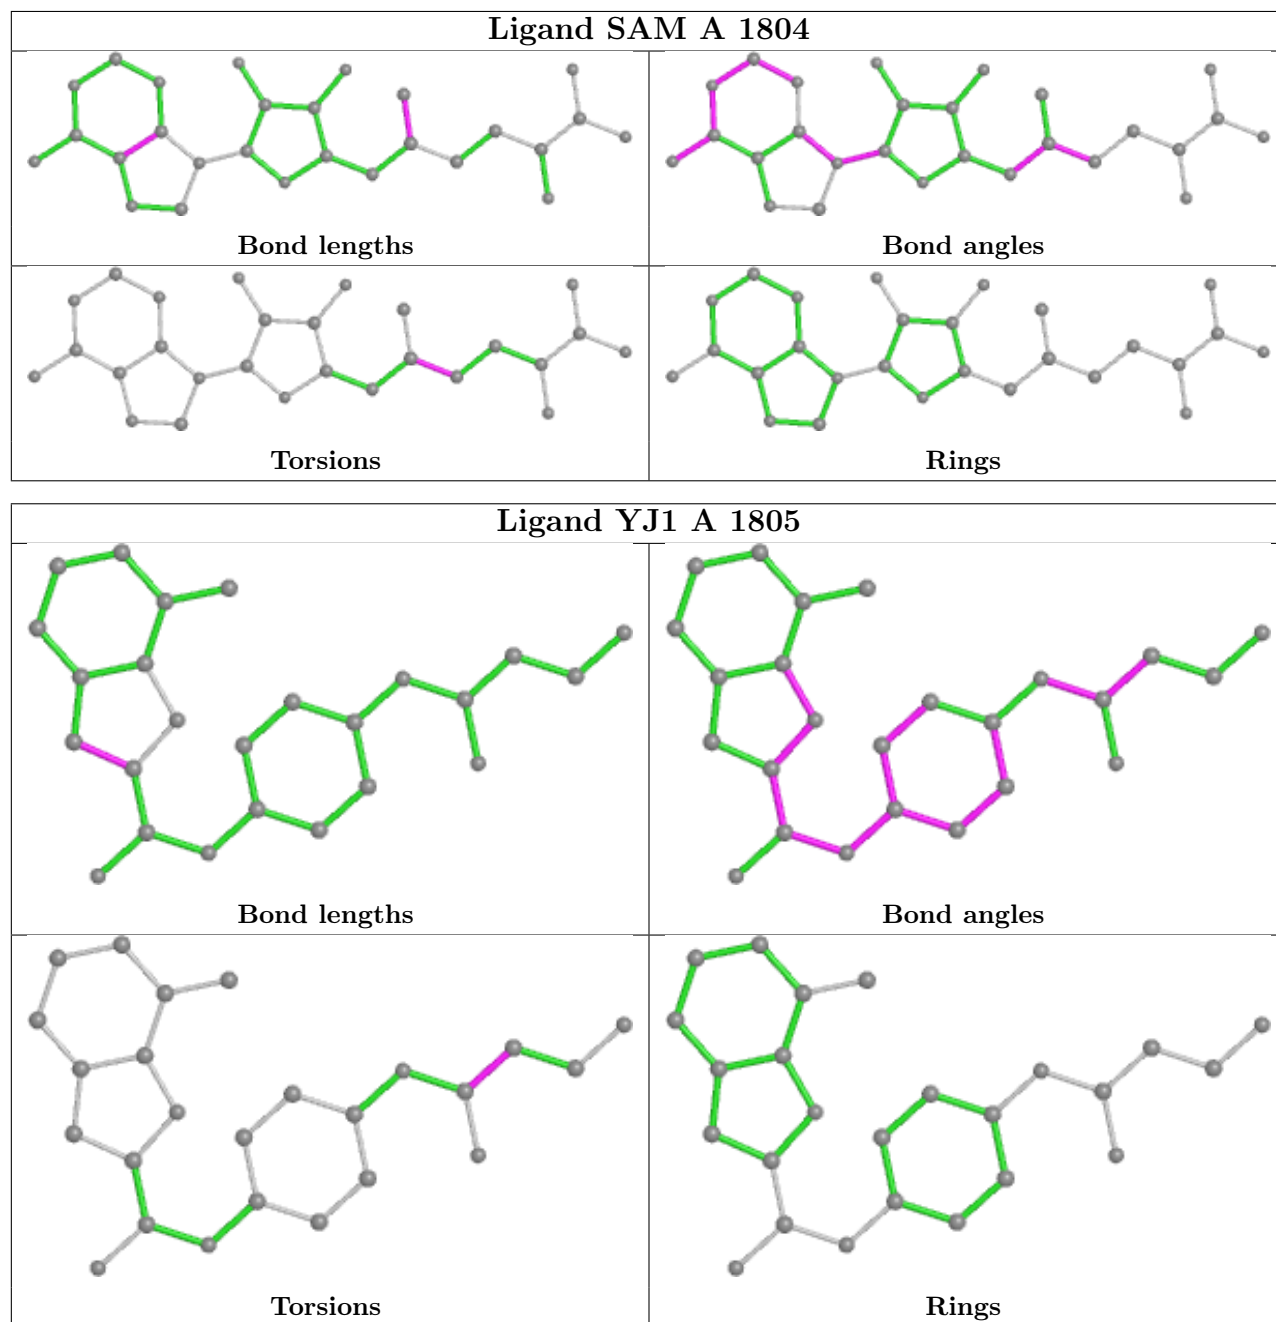 Ligand SAM A 1804
Bond lengths
Bond angles
Torsions
Rings
Ligand YJ1 A 1805
Bond lengths
Bond angles
Torsions
Rings